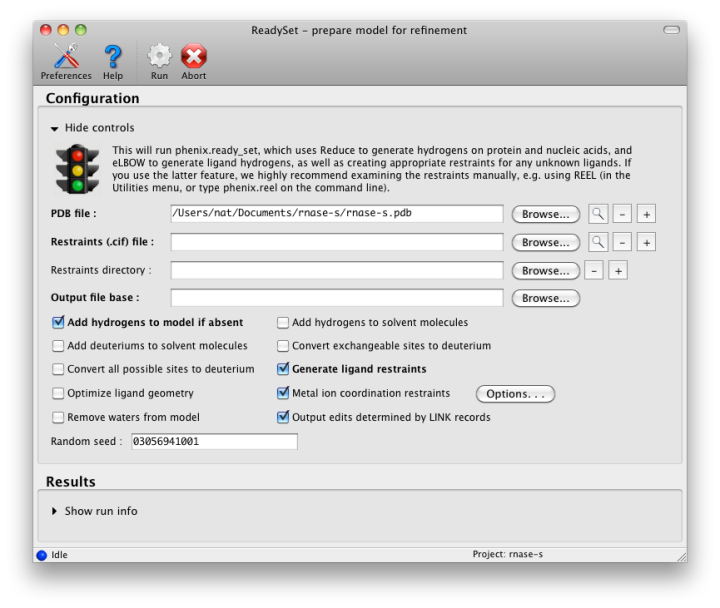 ReadySet – prepare model for refinement
Preferences Help Run Abort
Configuration
Hide controls
This will run phenix.ready_set, which uses Reduce to generate hydrogens on protein and nucleic acids, and
eLBOW to generate ligand hydrogens, as well as creating appropriate restraints for any unknown ligands. If
you use the latter feature, we highly recommend examining the restraints manually, e.g. using REEL (in the
Utilities menu, or type phenix.reel on the command line).
PDB file : /Users/nat/Documents/rnase-s/rnase-s.pdb Browse... - +
Restraints (.cif) file : Browse... - +
Restraints directory : Browse... - +
Output file base : Browse...
Add hydrogens to model if absent Add hydrogens to solvent molecules
Add deuteriums to solvent molecules Convert exchangeable sites to deuterium
Convert all possible sites to deuterium Generate ligand restraints
Optimize ligand geometry Metal ion coordination restraints Options. . .
Remove waters from model Output edits determined by LINK records
Random seed : 03056941001
Results
Show run info
Idle Project: rnase-s